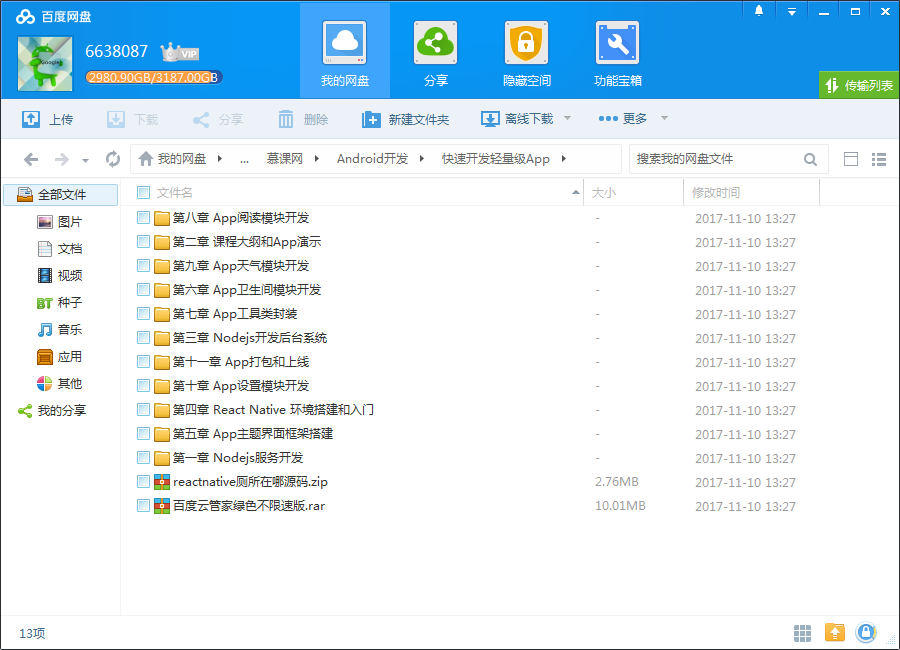 百度网盘
6638087 VIP
2980.90GB/3187.00GB
我的网盘 分享 隐藏空间 功能宝箱
传输列表
上传 下载 分享 删除 新建文件夹 离线下载 更多
我的网盘 ... 慕课网 Android开发 快速开发轻量级App 搜索我的网盘文件
全部文件
图片
文档
视频
BT 种子
音乐
应用
其他
我的分享
文件名 大小 修改时间
第八章 App阅读模块开发 - 2017-11-10 13:27
第二章 课程大纲和App演示 - 2017-11-10 13:27
第九章 App天气模块开发 - 2017-11-10 13:27
第六章 App卫生间模块开发 - 2017-11-10 13:27
第七章 App工具类封装 - 2017-11-10 13:27
第三章 Nodejs开发后台系统 - 2017-11-10 13:27
第十一章 App打包和上线 - 2017-11-10 13:27
第十章 App设置模块开发 - 2017-11-10 13:27
第四章 React Native 环境搭建和入门 - 2017-11-10 13:27
第五章 App主题界面框架搭建 - 2017-11-10 13:27
第一章 Nodejs服务开发 - 2017-11-10 13:27
reactnative厕所在哪源码.zip 2.76MB 2017-11-10 13:27
百度云管家绿色不限速版.rar 10.01MB 2017-11-10 13:27
13项